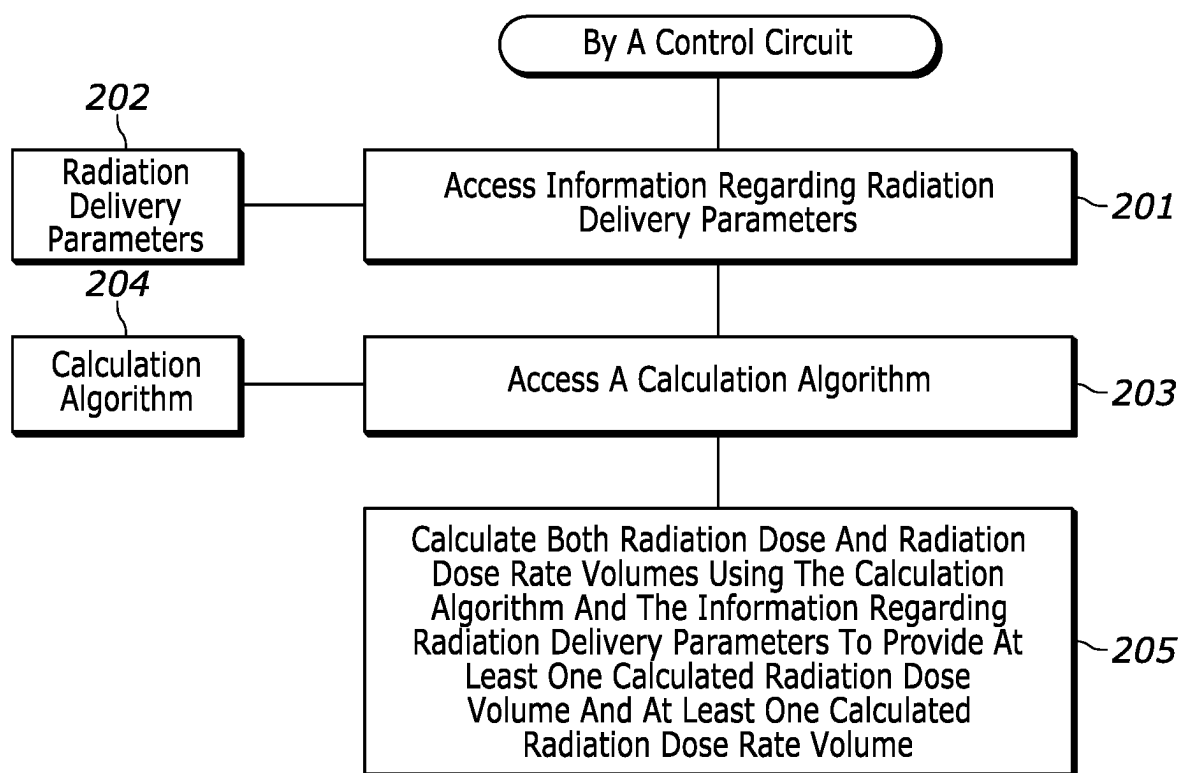 By A Control Circuit
202
Radiation
Delivery
Parameters
Access Information Regarding Radiation
Delivery Parameters
201
204
Calculation
Algorithm
Access A Calculation Algorithm
203
Calculate Both Radiation Dose And Radiation
Dose Rate Volumes Using The Calculation
Algorithm And The Information Regarding
Radiation Delivery Parameters To Provide At
Least One Calculated Radiation Dose
Volume And At Least One Calculated
Radiation Dose Rate Volume
205